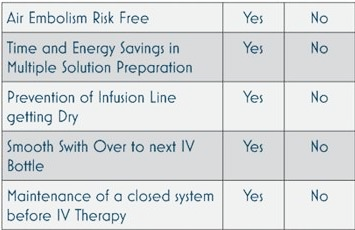 Air Embolism Risk Free Yes No
Time and Energy Savings in
Multiple Solution Preparation Yes No
Prevention of Infusion Line
getting Dry Yes No
Smooth Swith Over to next IV
Bottle Yes No
Maintenance of a closed system
before IV Therapy Yes No